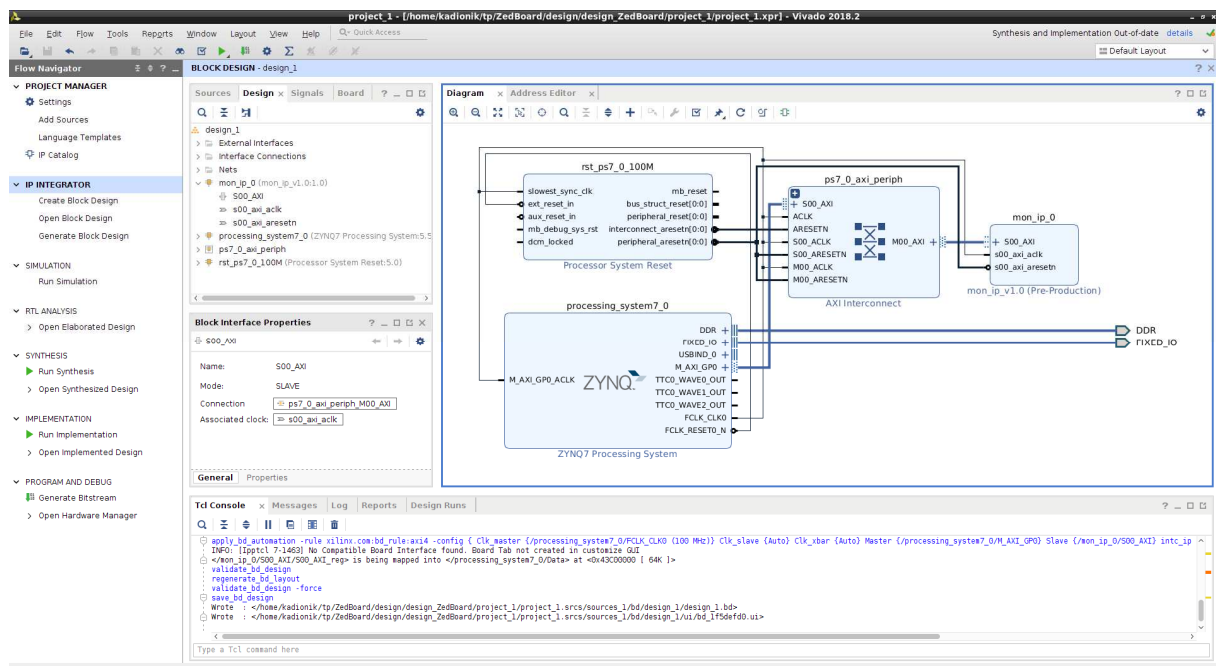 project_1 - [/home/kadionik/tp/ZedBoard/design/design_ZedBoard/project_1/project_1.xpr] - Vivado 2018.2
File Edit Flow Tools Reports Window Layout View Help Quick Access
Synthesis and Implementation Out-of-date details
Default Layout
Flow Navigator
PROJECT MANAGER
Settings
Add Sources
Language Templates
IP Catalog
IP INTEGRATOR
Create Block Design
Open Block Design
Generate Block Design
SIMULATION
Run Simulation
RTL ANALYSIS
Open Elaborated Design
SYNTHESIS
Run Synthesis
Open Synthesized Design
IMPLEMENTATION
Run Implementation
Open Implemented Design
PROGRAM AND DEBUG
Generate Bitstream
Open Hardware Manager
BLOCK DESIGN - design_1
Sources Design Signals Board
design_1
External Interfaces
Interface Connections
Nets
mon_ip_0 (mon_ip_v1.0:1.0)
S00_AXI
s00_axi_aclk
s00_axi_aresetn
processing_system7_0 (ZYNQ7 Processing System:5.5
ps7_0_axi_periph
rst_ps7_0_100M (Processor System Reset:5.0)
Block Interface Properties
S00_AXI
Name: S00_AXI
Mode: SLAVE
Connection ps7_0_axi_periph_M00_AXI
Associated clock: s00_axi_aclk
General Properties
Diagram Address Editor
rst_ps7_0_100M
slowest_sync_clk
ext_reset_in
aux_reset_in
mb_debug_sys_rst
dcm_locked
mb_reset
bus_struct_reset[0:0]
peripheral_reset[0:0]
interconnect_aresetn[0:0]
peripheral_aresetn[0:0]
Processor System Reset
ps7_0_axi_periph
S00_AXI
ACLK
ARESETN
S00_ACLK
S00_ARESETN
M00_ACLK
M00_ARESETN
M00_AXI
AXI Interconnect
mon_ip_0
S00_AXI
s00_axi_aclk
s00_axi_aresetn
mon_ip_v1.0 (Pre-Production)
processing_system7_0
M_AXI_GP0_ACLK
ZYNQ
DDR
FIXED_IO
USBIND_0
M_AXI_GP0
TTC0_WAVE0_OUT
TTC0_WAVE1_OUT
TTC0_WAVE2_OUT
FCLK_CLK0
FCLK_RESET0_N
ZYNQ7 Processing System
DDR
FIXED_IO
Tcl Console Messages Log Reports Design Runs
apply_bd_automation -rule xilinx.com:bd_rule:axi4 -config { Clk_master {/processing_system7_0/FCLK_CLK0 (100 MHz)} Clk_slave {Auto} Clk_xbar {Auto} Master {/processing_system7_0/M_AXI_GP0} Slave {/mon_ip_0/S00_AXI} intc_ip
INFO: [Ipptcl 7-1463] No Compatible Board Interface found. Board Tab not created in customize GUI
</mon_ip_0/S00_AXI/S00_AXI_reg> is being mapped into </processing_system7_0/Data> at <0x43C00000 [ 64K ]>
validate_bd_design
regenerate_bd_layout
validate_bd_design -force
save_bd_design
Wrote : </home/kadionik/tp/ZedBoard/design/design_ZedBoard/project_1/project_1.srcs/sources_1/bd/design_1/design_1.bd>
Wrote : </home/kadionik/tp/ZedBoard/design/design_ZedBoard/project_1/project_1.srcs/sources_1/bd/design_1/ui/bd_1f5defd0.ui>
Type a Tcl command here